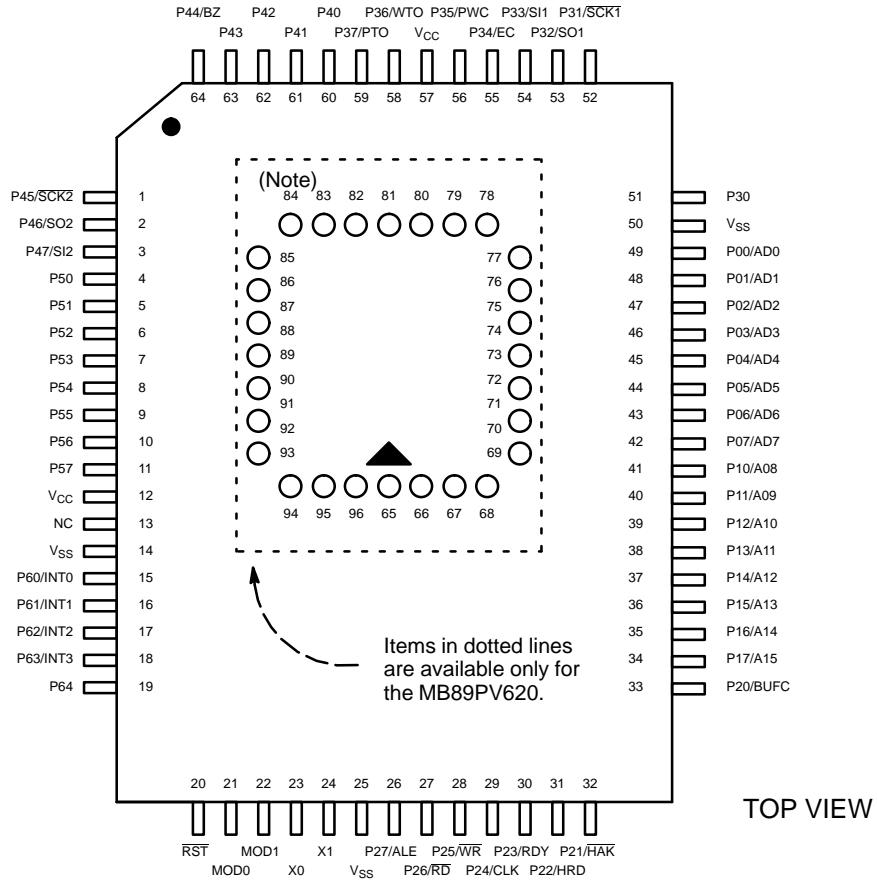 P44/BZ P42 P40 P36/WTO P35/PWC P33/SI1 P31/S̅C̅K̅1̅
P43 P41 P37/PTO VCC P34/EC P32/SO1
64 63 62 61 60 59 58 57 56 55 54 53 52
(Note)
84 83 82 81 80 79 78
P45/S̅C̅K̅2̅ 1 51 P30
P46/SO2 2 50 VSS
P47/SI2 3 85 77 49 P00/AD0
P50 4 86 76 48 P01/AD1
P51 5 87 75 47 P02/AD2
P52 6 88 74 46 P03/AD3
P53 7 89 73 45 P04/AD4
P54 8 90 72 44 P05/AD5
P55 9 91 71 43 P06/AD6
P56 10 92 70 42 P07/AD7
P57 11 93 69 41 P10/A08
VCC 12 40 P11/A09
NC 13 94 95 96 65 66 67 68 39 P12/A10
VSS 14 38 P13/A11
P60/INT0 15 37 P14/A12
P61/INT1 16 36 P15/A13
P62/INT2 17 35 P16/A14
P63/INT3 18 34 P17/A15
P64 19 33 P20/BUFC
Items in dotted lines
are available only for
the MB89PV620.
20 21 22 23 24 25 26 27 28 29 30 31 32
TOP VIEW
R̅S̅T̅ MOD1 X1 P27/ALE P25/W̅R̅ P23/RDY P21/H̅A̅K̅
MOD0 X0 VSS P26/R̅D̅ P24/CLK P22/HRD